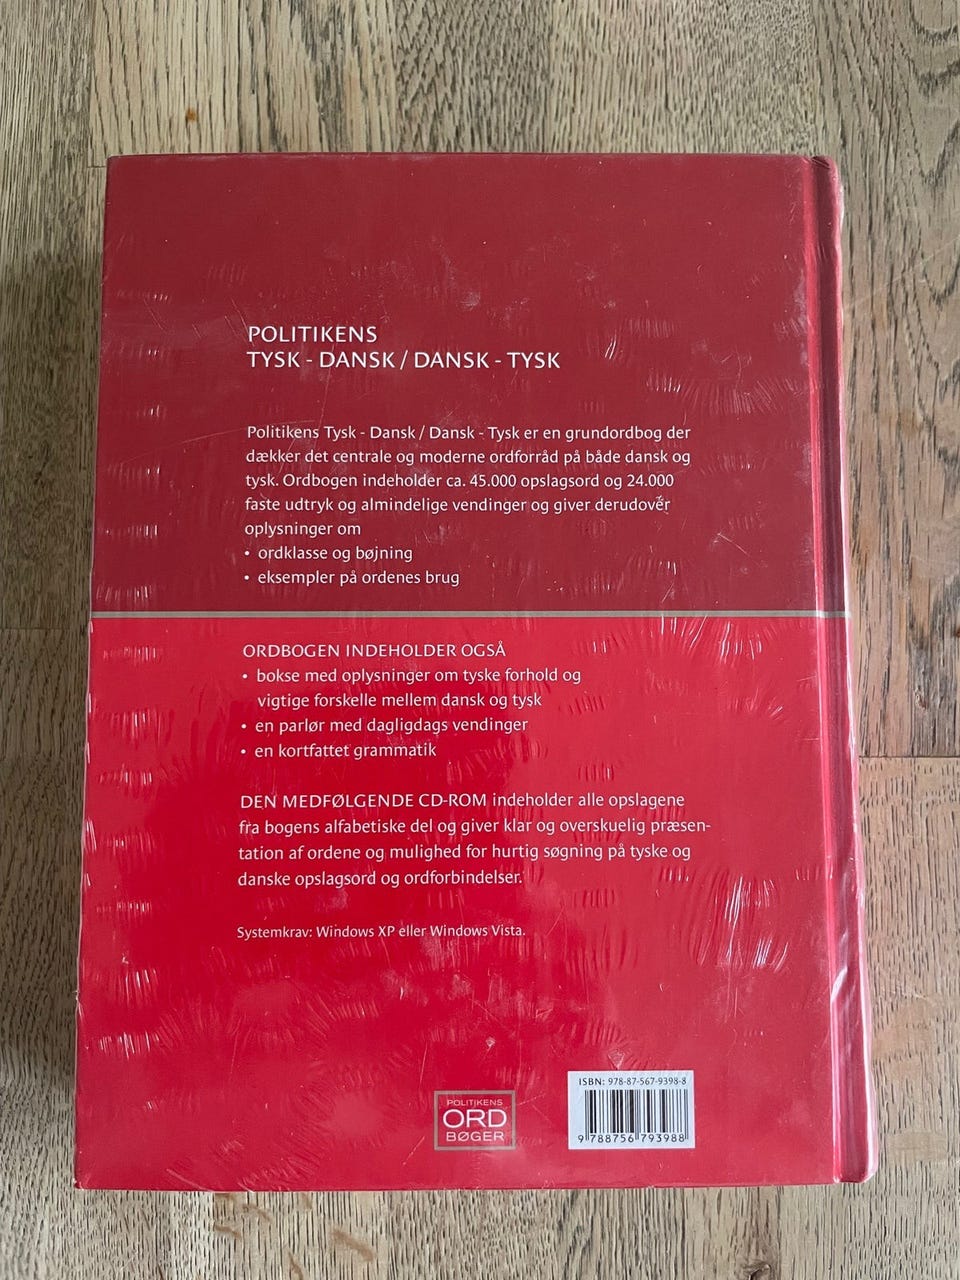 POLITIKENS
TYSK - DANSK / DANSK - TYSK
Politikens Tysk - Dansk / Dansk - Tysk er en grundordbog der
dækker det centrale og moderne ordforråd på både dansk og
tysk. Ordbogen indeholder ca. 45.000 opslagsord og 24.000
faste udtryk og almindelige vendinger og giver derudover
oplysninger om
• ordklasse og bøjning
• eksempler på ordenes brug
ORDBOGEN INDEHOLDER OGSÅ
• bokse med oplysninger om tyske forhold og
vigtige forskelle mellem dansk og tysk
• en parlør med dagligdags vendinger
• en kortfattet grammatik
DEN MEDFØLGENDE CD-ROM indeholder alle opslagene
fra bogens alfabetiske del og giver klar og overskuelig præsen-
tation af ordene og mulighed for hurtig søgning på tyske og
danske opslagsord og ordforbindelser.
Systemkrav: Windows XP eller Windows Vista.
POLITIKENS
ORD
BØGER
ISBN: 978-87-567-9398-8
9 788756 793988